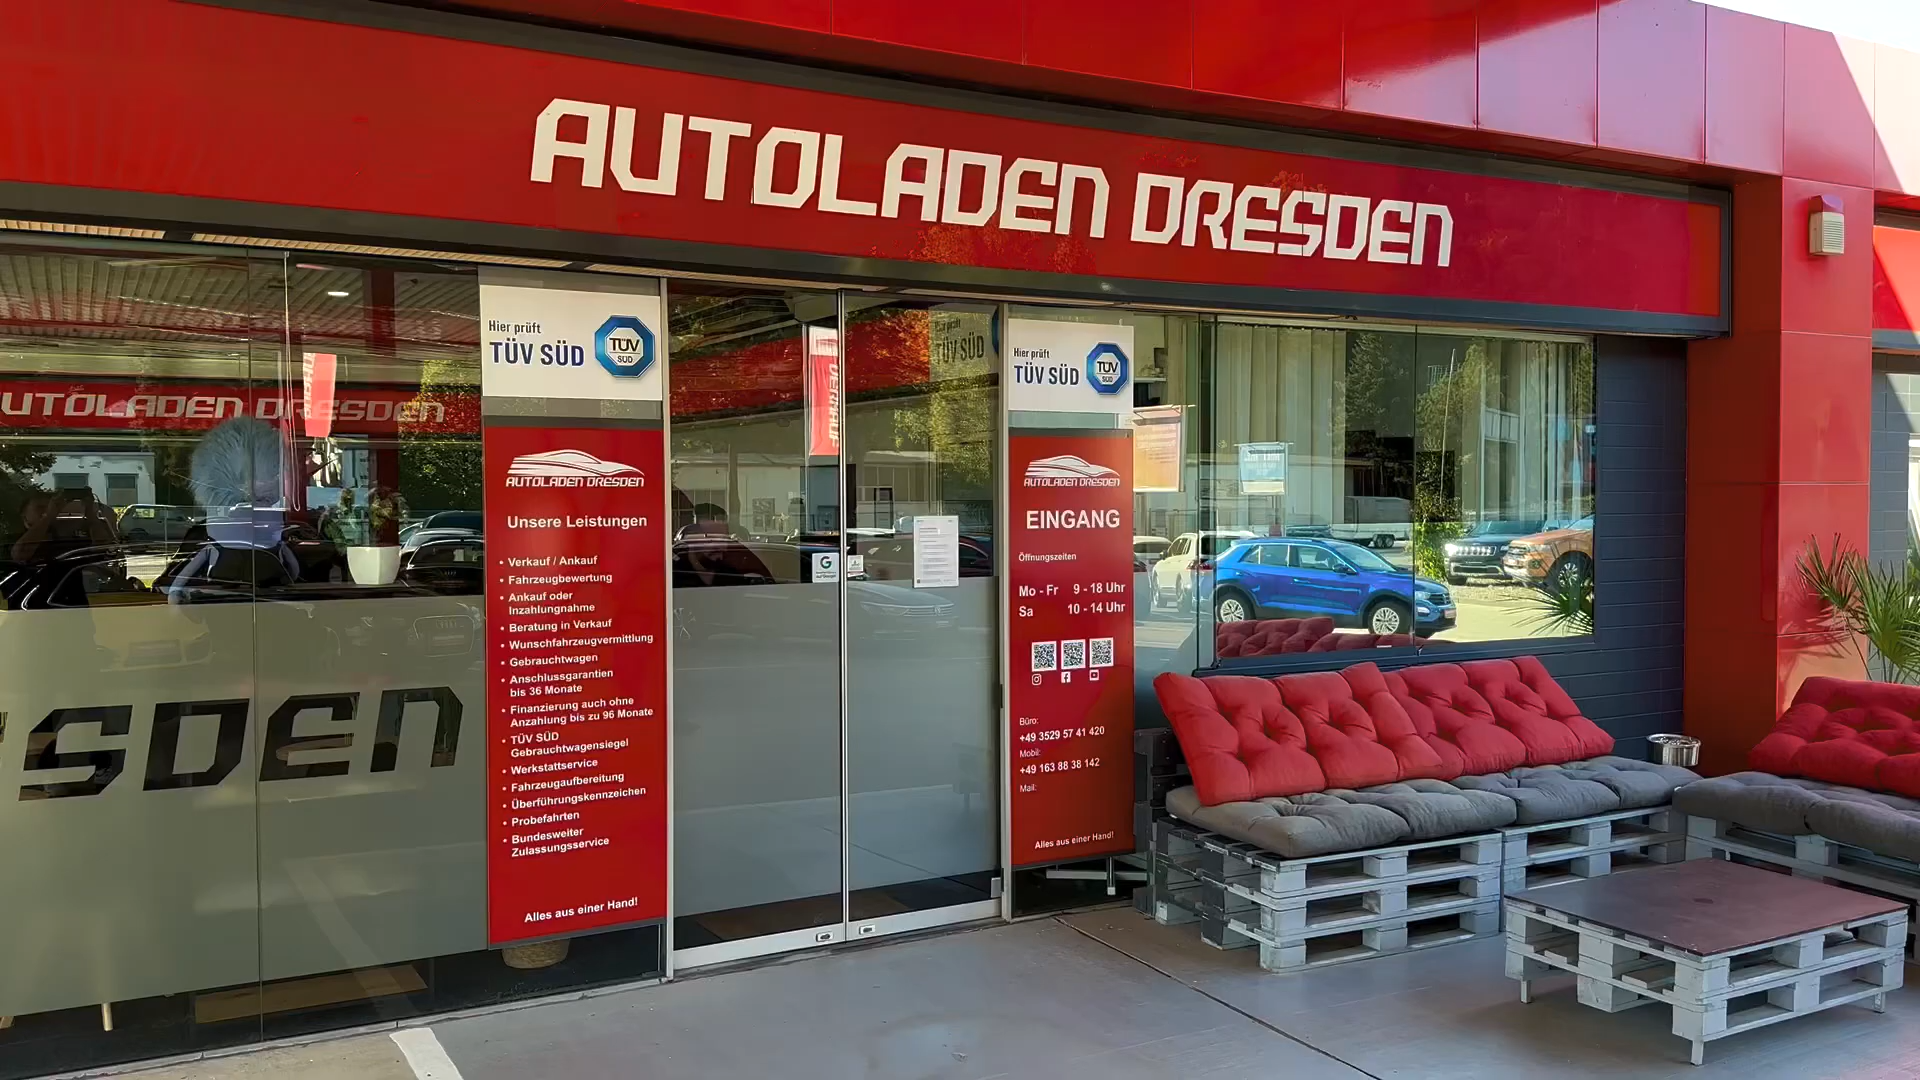 AUTOLADEN DRESDEN
Hier prüft
TÜV SÜD
TÜV
SÜD
AUTOLADEN DRESDEN
Unsere Leistungen
• Verkauf / Ankauf
• Fahrzeugbewertung
• Ankauf oder
Inzahlungnahme
• Beratung in Verkauf
• Wunschfahrzeugvermittlung
• Gebrauchtwagen
• Anschlussgarantien
bis 36 Monate
• Finanzierung auch ohne
Anzahlung bis zu 96 Monate
• TÜV SÜD
Gebrauchtwagensiegel
• Werkstattservice
• Fahrzeugaufbereitung
• Überführungskennzeichen
• Probefahrten
• Bundesweiter
Zulassungsservice
Alles aus einer Hand!
Hier prüft
TÜV SÜD
TÜV
SÜD
AUTOLADEN DRESDEN
EINGANG
Öffnungszeiten
Mo - Fr 9 - 18 Uhr
Sa 10 - 14 Uhr
Büro:
+49 3529 57 41 420
Mobil:
+49 163 88 38 142
Mail:
Alles aus einer Hand!
UTOLADEN DRESDEN
ESDEN
TÜV SÜD